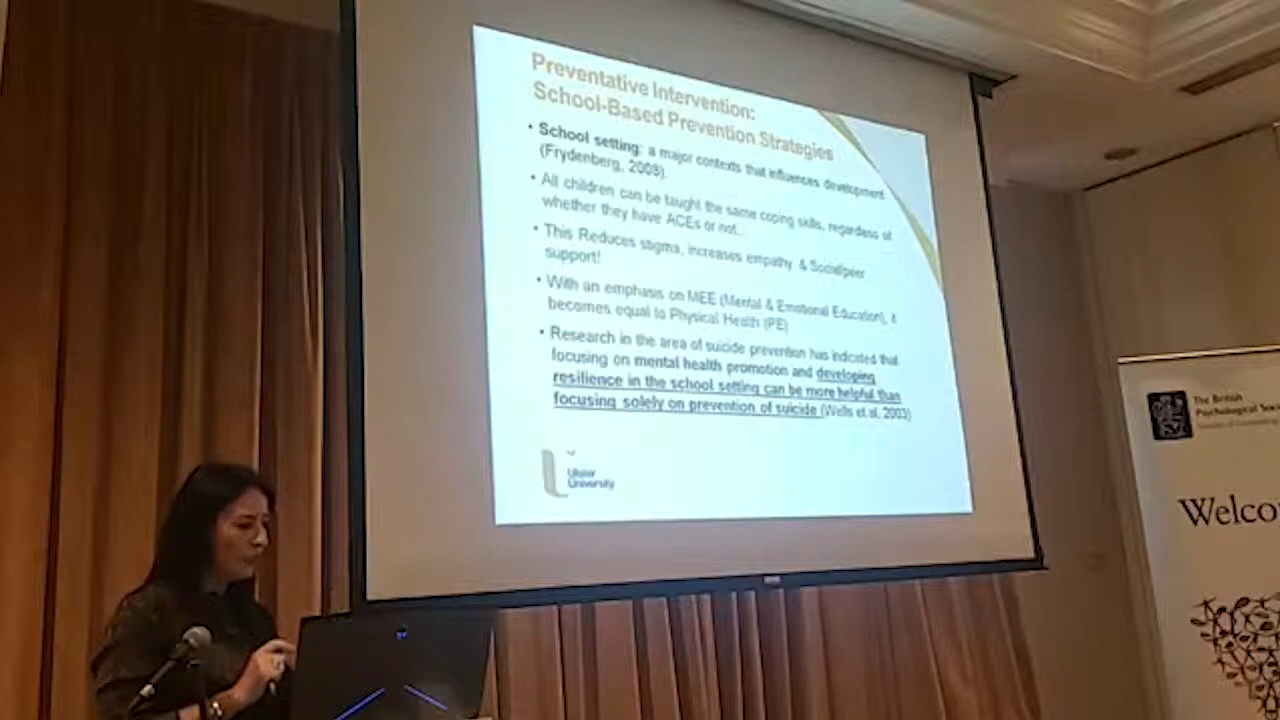 Preventative Intervention:
School-Based Prevention Strategies
• School setting: a major contexts that influences development
(Frydenberg, 2008).
• All children can be taught the same coping skills, regardless of
whether they have ACEs or not..
• This Reduces stigma, increases empathy & Social/peer
support!
• With an emphasis on MEE (Mental & Emotional Education), it
becomes equal to Physical Health (PE)
• Research in the area of suicide prevention has indicated that
focusing on mental health promotion and developing
resilience in the school setting can be more helpful than
focusing solely on prevention of suicide (Wells et al, 2003)
Ulster
University
The British
Psychological Soc
Welco